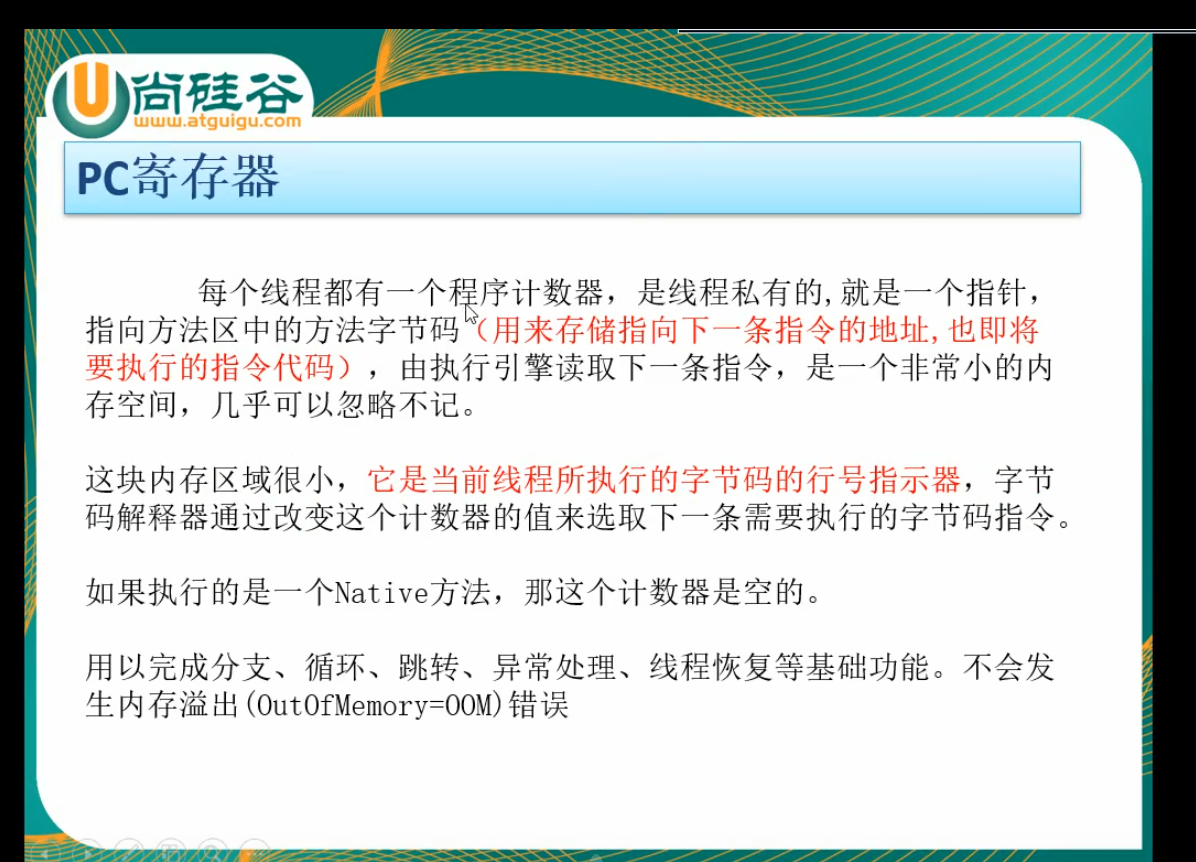 尚硅谷
www.atguigu.com
PC寄存器
每个线程都有一个程序计数器，是线程私有的,就是一个指针，
指向方法区中的方法字节码（用来存储指向下一条指令的地址,也即将
要执行的指令代码），由执行引擎读取下一条指令，是一个非常小的内
存空间，几乎可以忽略不记。
这块内存区域很小，它是当前线程所执行的字节码的行号指示器，字节
码解释器通过改变这个计数器的值来选取下一条需要执行的字节码指令。
如果执行的是一个Native方法，那这个计数器是空的。
用以完成分支、循环、跳转、异常处理、线程恢复等基础功能。不会发
生内存溢出(OutOfMemory=OOM)错误